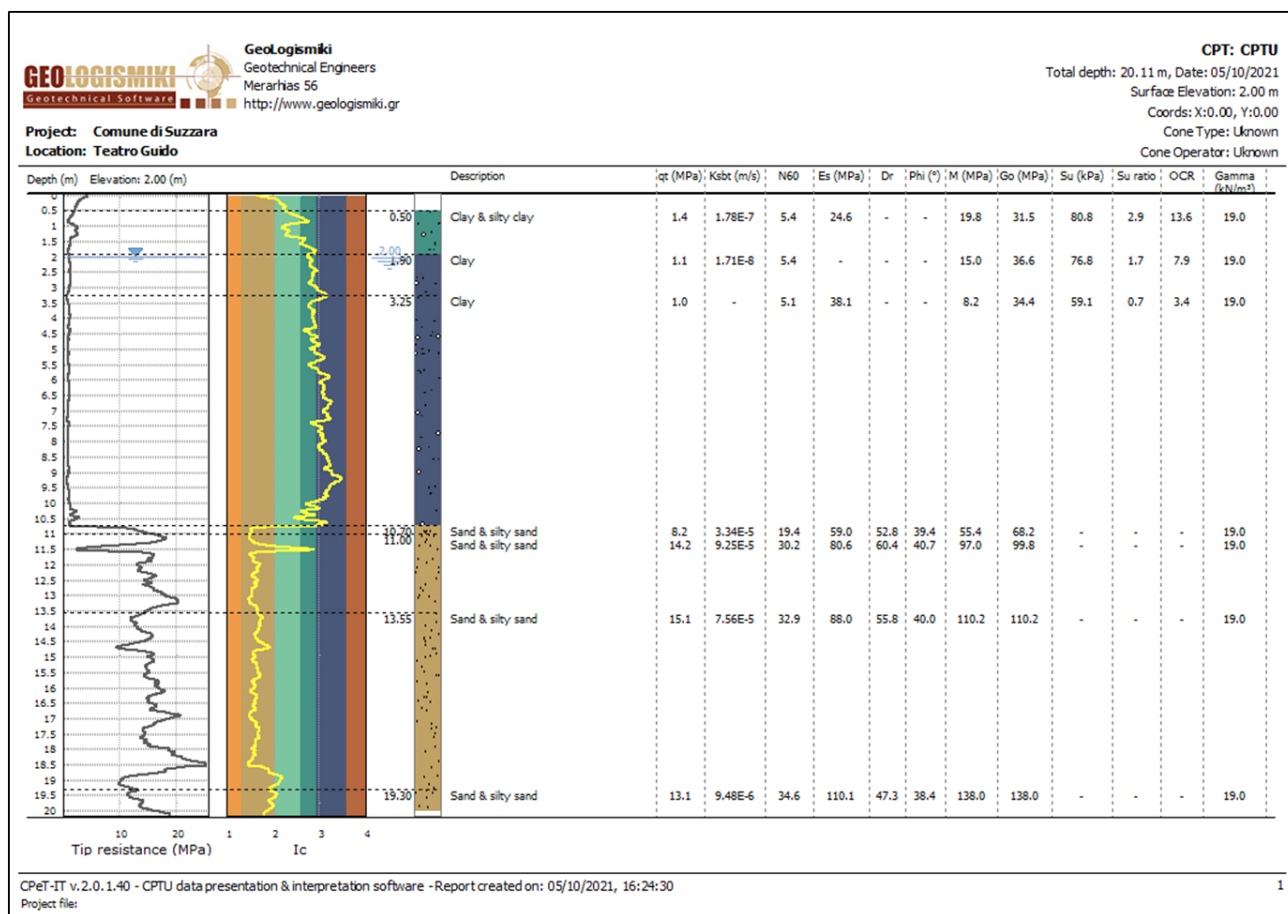 GEOLOGISMIKI
Geotechnical Software
GeoLogismiki
Geotechnical Engineers
Merarhias 56
http://www.geologismiki.gr
Project: Comune di Suzzara
Location: Teatro Guido
CPT: CPTU
Total depth: 20.11 m, Date: 05/10/2021
Surface Elevation: 2.00 m
Coords: X:0.00, Y:0.00
Cone Type: Uknown
Cone Operator: Uknown
Depth (m) Elevation: 2.00 (m) Description qt (MPa) Ksbt (m/s) N60 Es (MPa) Dr Phi (°) M (MPa) Go (MPa) Su (kPa) Su ratio OCR Gamma (kN/m³)
0
0.5 0.50 Clay & silty clay 1.4 1.78E-7 5.4 24.6 - - 19.8 31.5 80.8 2.9 13.6 19.0
1
1.5
2.00
2 1.90 Clay 1.1 1.71E-8 5.4 - - - 15.0 36.6 76.8 1.7 7.9 19.0
2.5
3
3.5 3.25 Clay 1.0 - 5.1 38.1 - - 8.2 34.4 59.1 0.7 3.4 19.0
4
4.5
5
5.5
6
6.5
7
7.5
8
8.5
9
9.5
10
10.5
11 10.70 Sand & silty sand 8.2 3.34E-5 19.4 59.0 52.8 39.4 55.4 68.2 - - - 19.0
11.00 Sand & silty sand 14.2 9.25E-5 30.2 80.6 60.4 40.7 97.0 99.8 - - - 19.0
11.5
12
12.5
13
13.5 13.55 Sand & silty sand 15.1 7.56E-5 32.9 88.0 55.8 40.0 110.2 110.2 - - - 19.0
14
14.5
15
15.5
16
16.5
17
17.5
18
18.5
19
19.5 19.30 Sand & silty sand 13.1 9.48E-6 34.6 110.1 47.3 38.4 138.0 138.0 - - - 19.0
20
10 20 1 2 3 4
Tip resistance (MPa) Ic
CPeT-IT v.2.0.1.40 - CPTU data presentation & interpretation software - Report created on: 05/10/2021, 16:24:30 1
Project file: